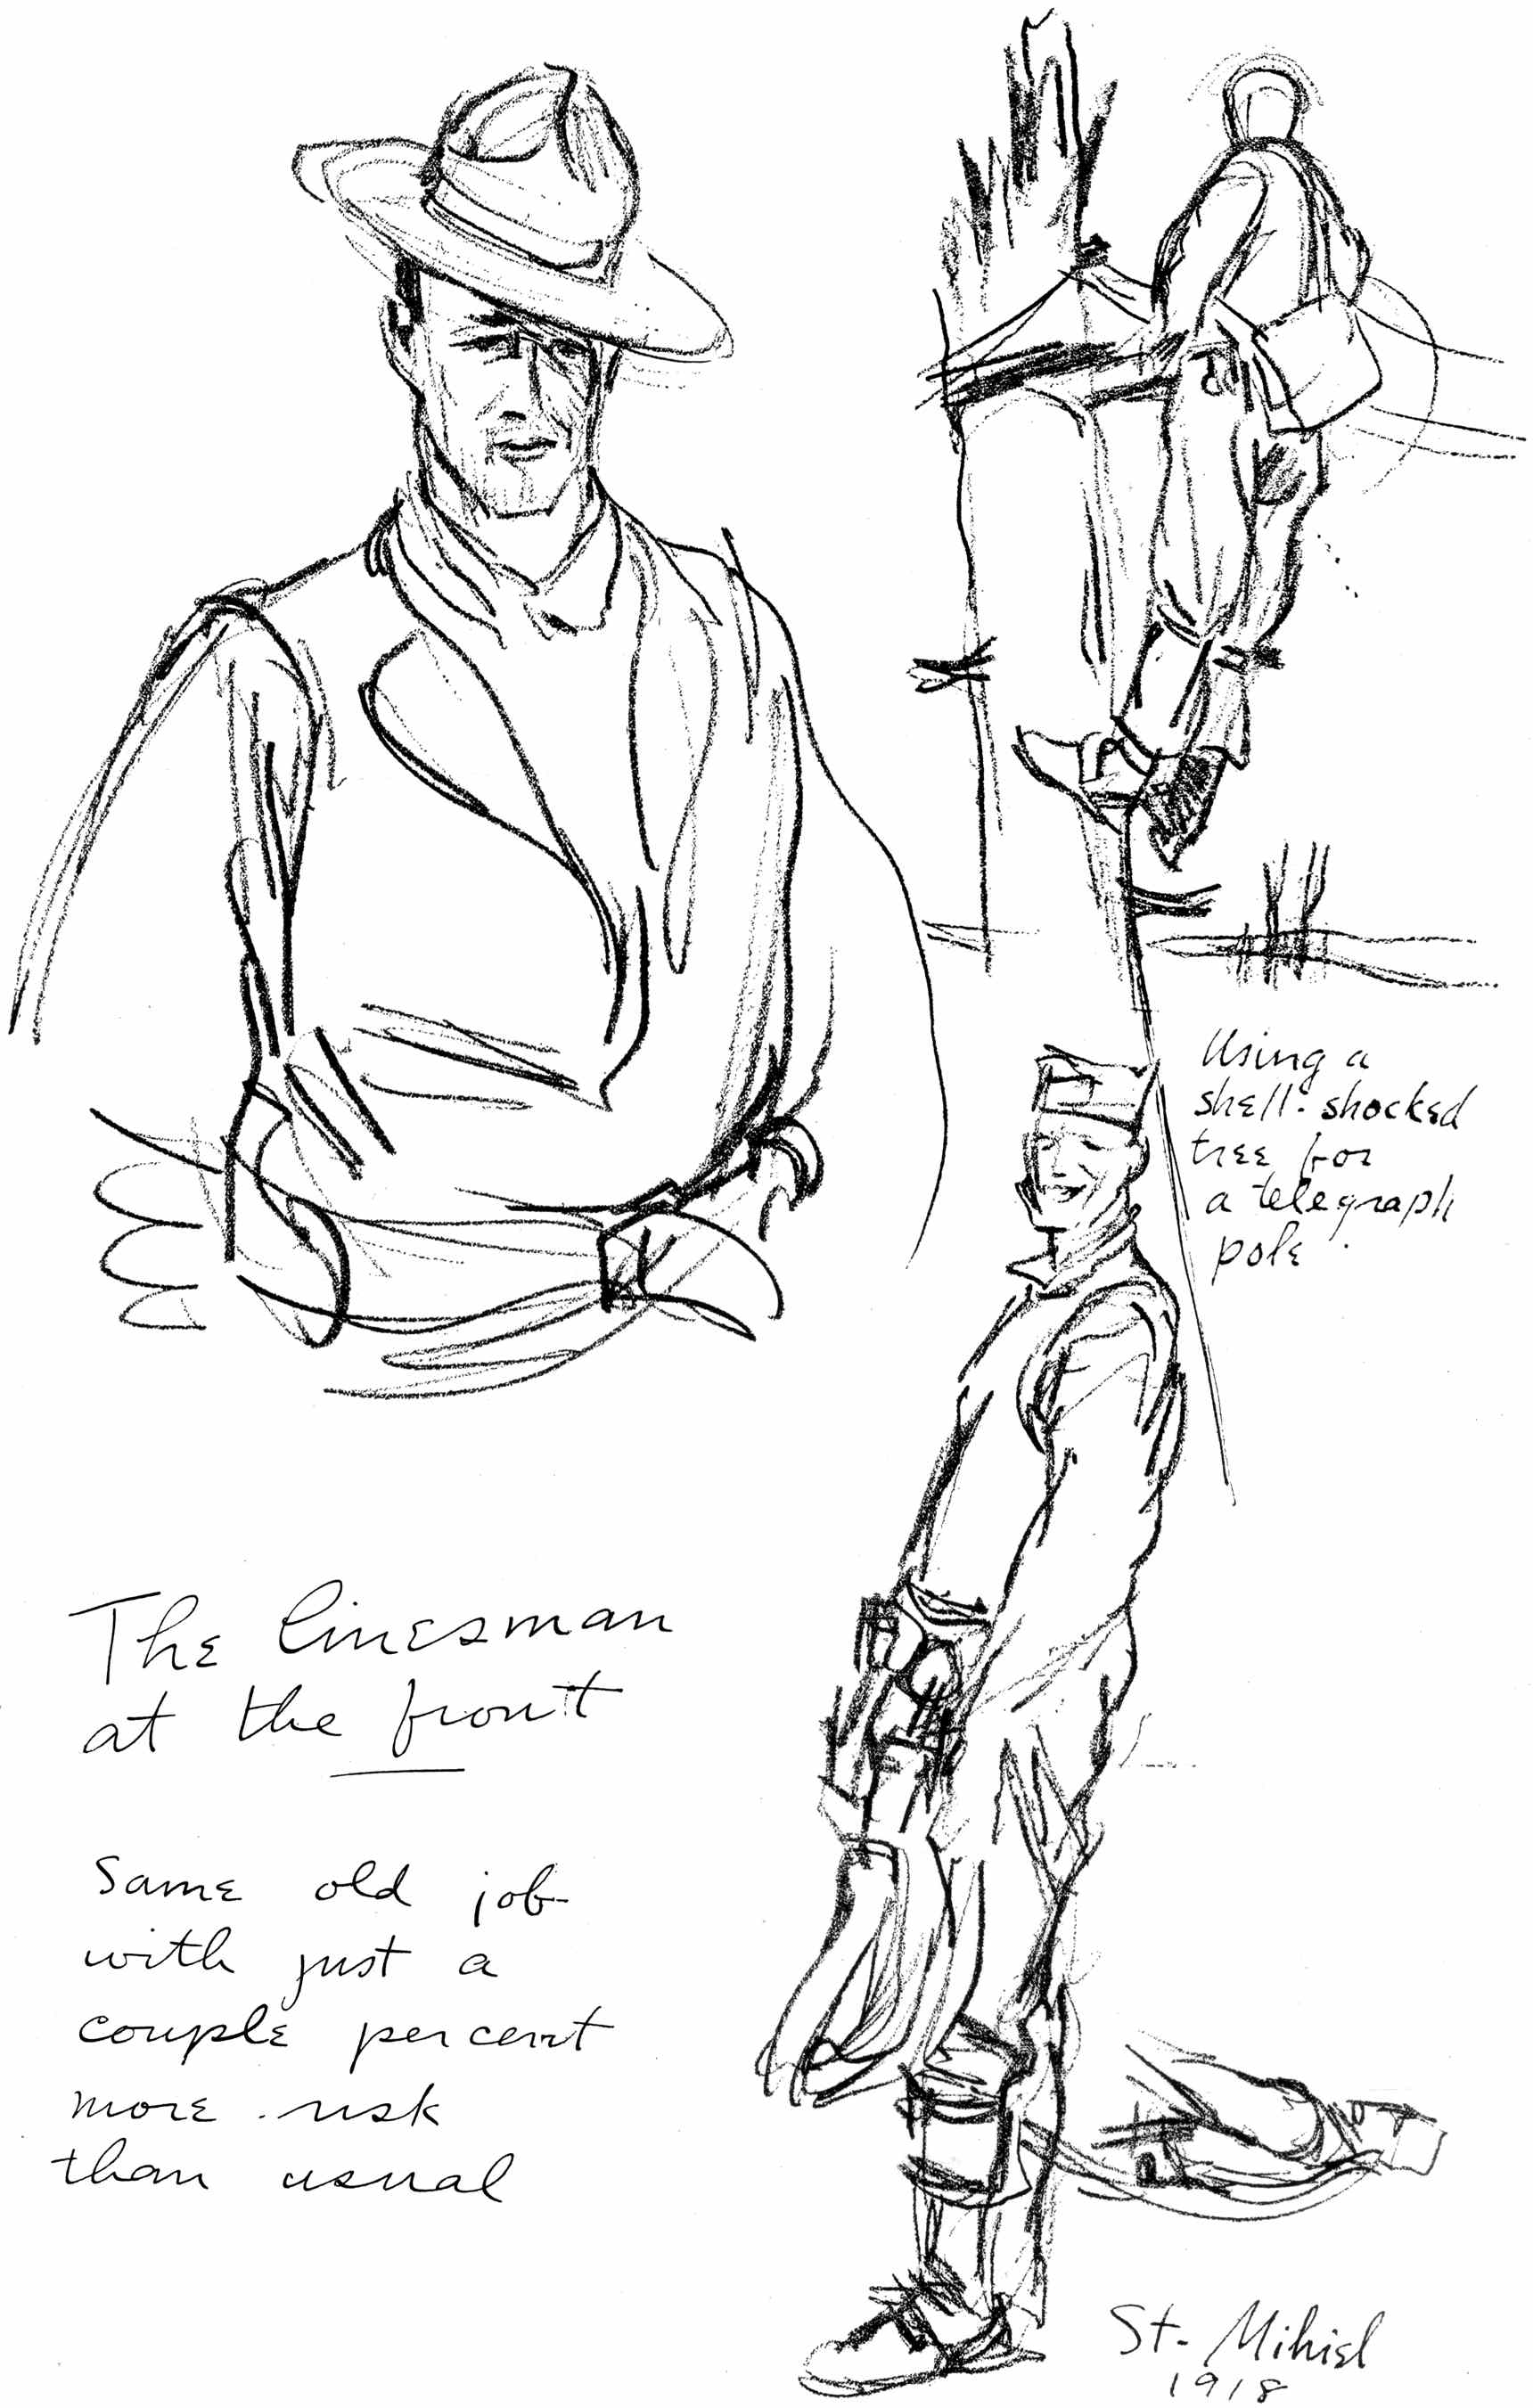 Using a
shell-shocked
tree for
a telegraph
pole.
The linesman
at the front
Same old job
with just a
couple percent
more risk
than usual
St. Mihiel
1918